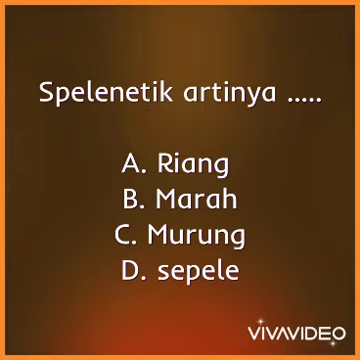 Spelenetik artinya .....
A. Riang
B. Marah
C. Murung
D. sepele
VIVAVIDEO